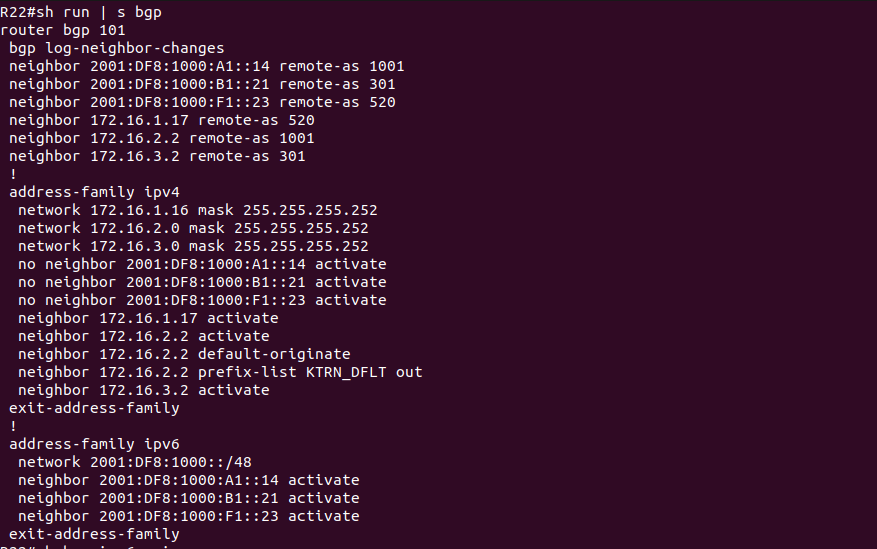 R22#sh run | s bgp
router bgp 101
 bgp log-neighbor-changes
 neighbor 2001:DF8:1000:A1::14 remote-as 1001
 neighbor 2001:DF8:1000:B1::21 remote-as 301
 neighbor 2001:DF8:1000:F1::23 remote-as 520
 neighbor 172.16.1.17 remote-as 520
 neighbor 172.16.2.2 remote-as 1001
 neighbor 172.16.3.2 remote-as 301
 !
 address-family ipv4
  network 172.16.1.16 mask 255.255.255.252
  network 172.16.2.0 mask 255.255.255.252
  network 172.16.3.0 mask 255.255.255.252
  no neighbor 2001:DF8:1000:A1::14 activate
  no neighbor 2001:DF8:1000:B1::21 activate
  no neighbor 2001:DF8:1000:F1::23 activate
  neighbor 172.16.1.17 activate
  neighbor 172.16.2.2 activate
  neighbor 172.16.2.2 default-originate
  neighbor 172.16.2.2 prefix-list KTRN_DFLT out
  neighbor 172.16.3.2 activate
 exit-address-family
 !
 address-family ipv6
  network 2001:DF8:1000::/48
  neighbor 2001:DF8:1000:A1::14 activate
  neighbor 2001:DF8:1000:B1::21 activate
  neighbor 2001:DF8:1000:F1::23 activate
 exit-address-family